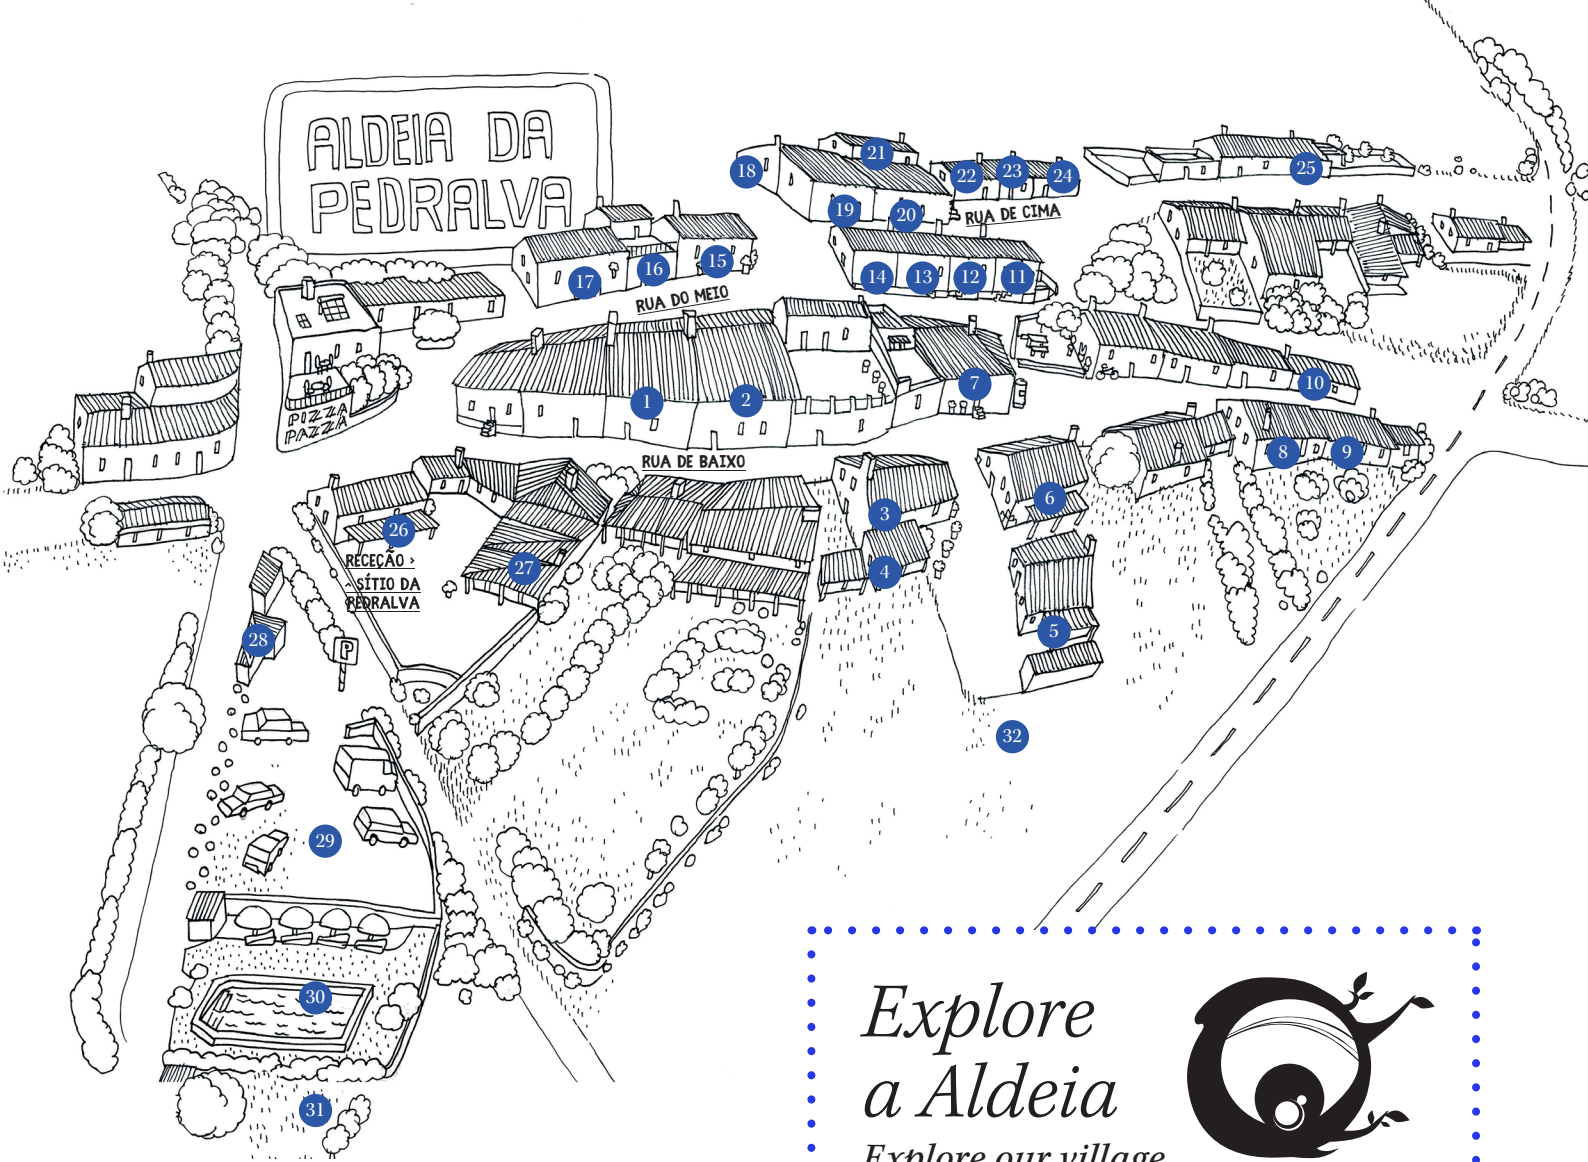 ALDEIA DA
PEDRALVA
18
21
22
23
24
25
19
20
RUA DE CIMA
17
16
15
14
13
12
11
RUA DO MEIO
PIZZA
PAZZA
1
2
7
10
RUA DE BAIXO
8
9
3
6
26
27
4
RECEÇÃO >
^ SÍTIO DA
PEDRALVA
28
P
5
32
29
30
31
Explore
a Aldeia
Explore our village